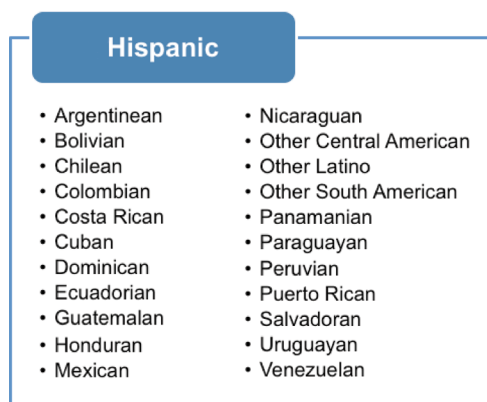 Hispanic
• Argentinean
• Bolivian
• Chilean
• Colombian
• Costa Rican
• Cuban
• Dominican
• Ecuadorian
• Guatemalan
• Honduran
• Mexican
• Nicaraguan
• Other Central American
• Other Latino
• Other South American
• Panamanian
• Paraguayan
• Peruvian
• Puerto Rican
• Salvadoran
• Uruguayan
• Venezuelan